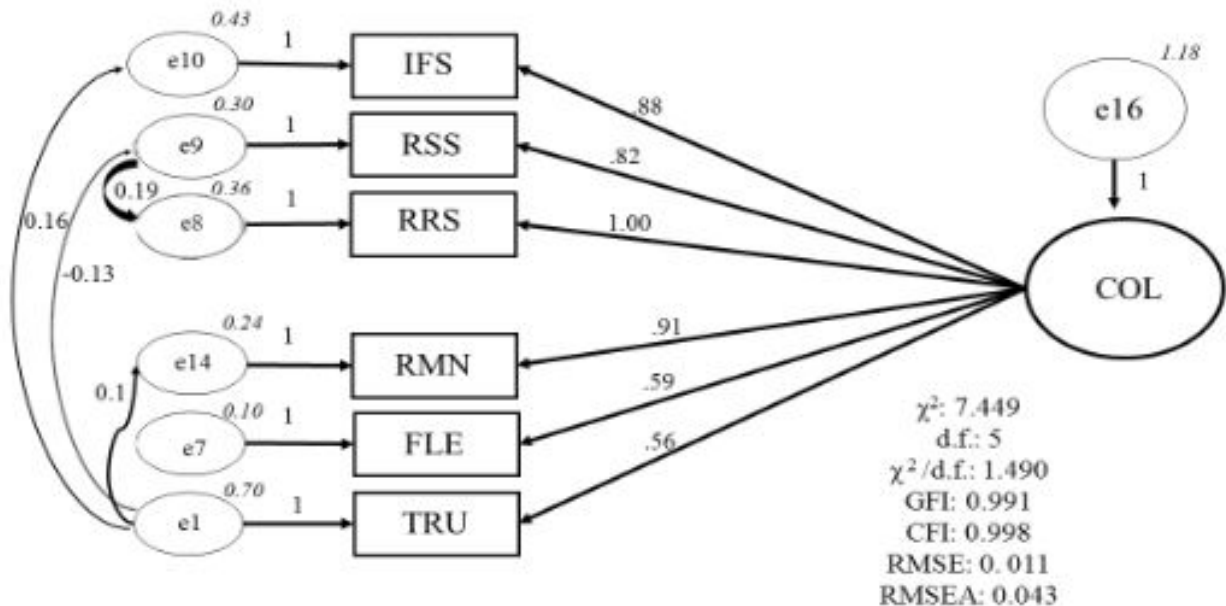 0.43
e10
1
IFS
.88
0.30
e9
1
RSS
.82
0.19
0.36
e8
1
RRS
1.00
0.16
-0.13
0.24
e14
1
RMN
.91
0.1
0.10
e7
1
FLE
.59
0.70
e1
1
TRU
.56
1.18
e16
1
COL
χ²: 7.449
d.f.: 5
χ² /d.f.: 1.490
GFI: 0.991
CFI: 0.998
RMSE: 0. 011
RMSEA: 0.043